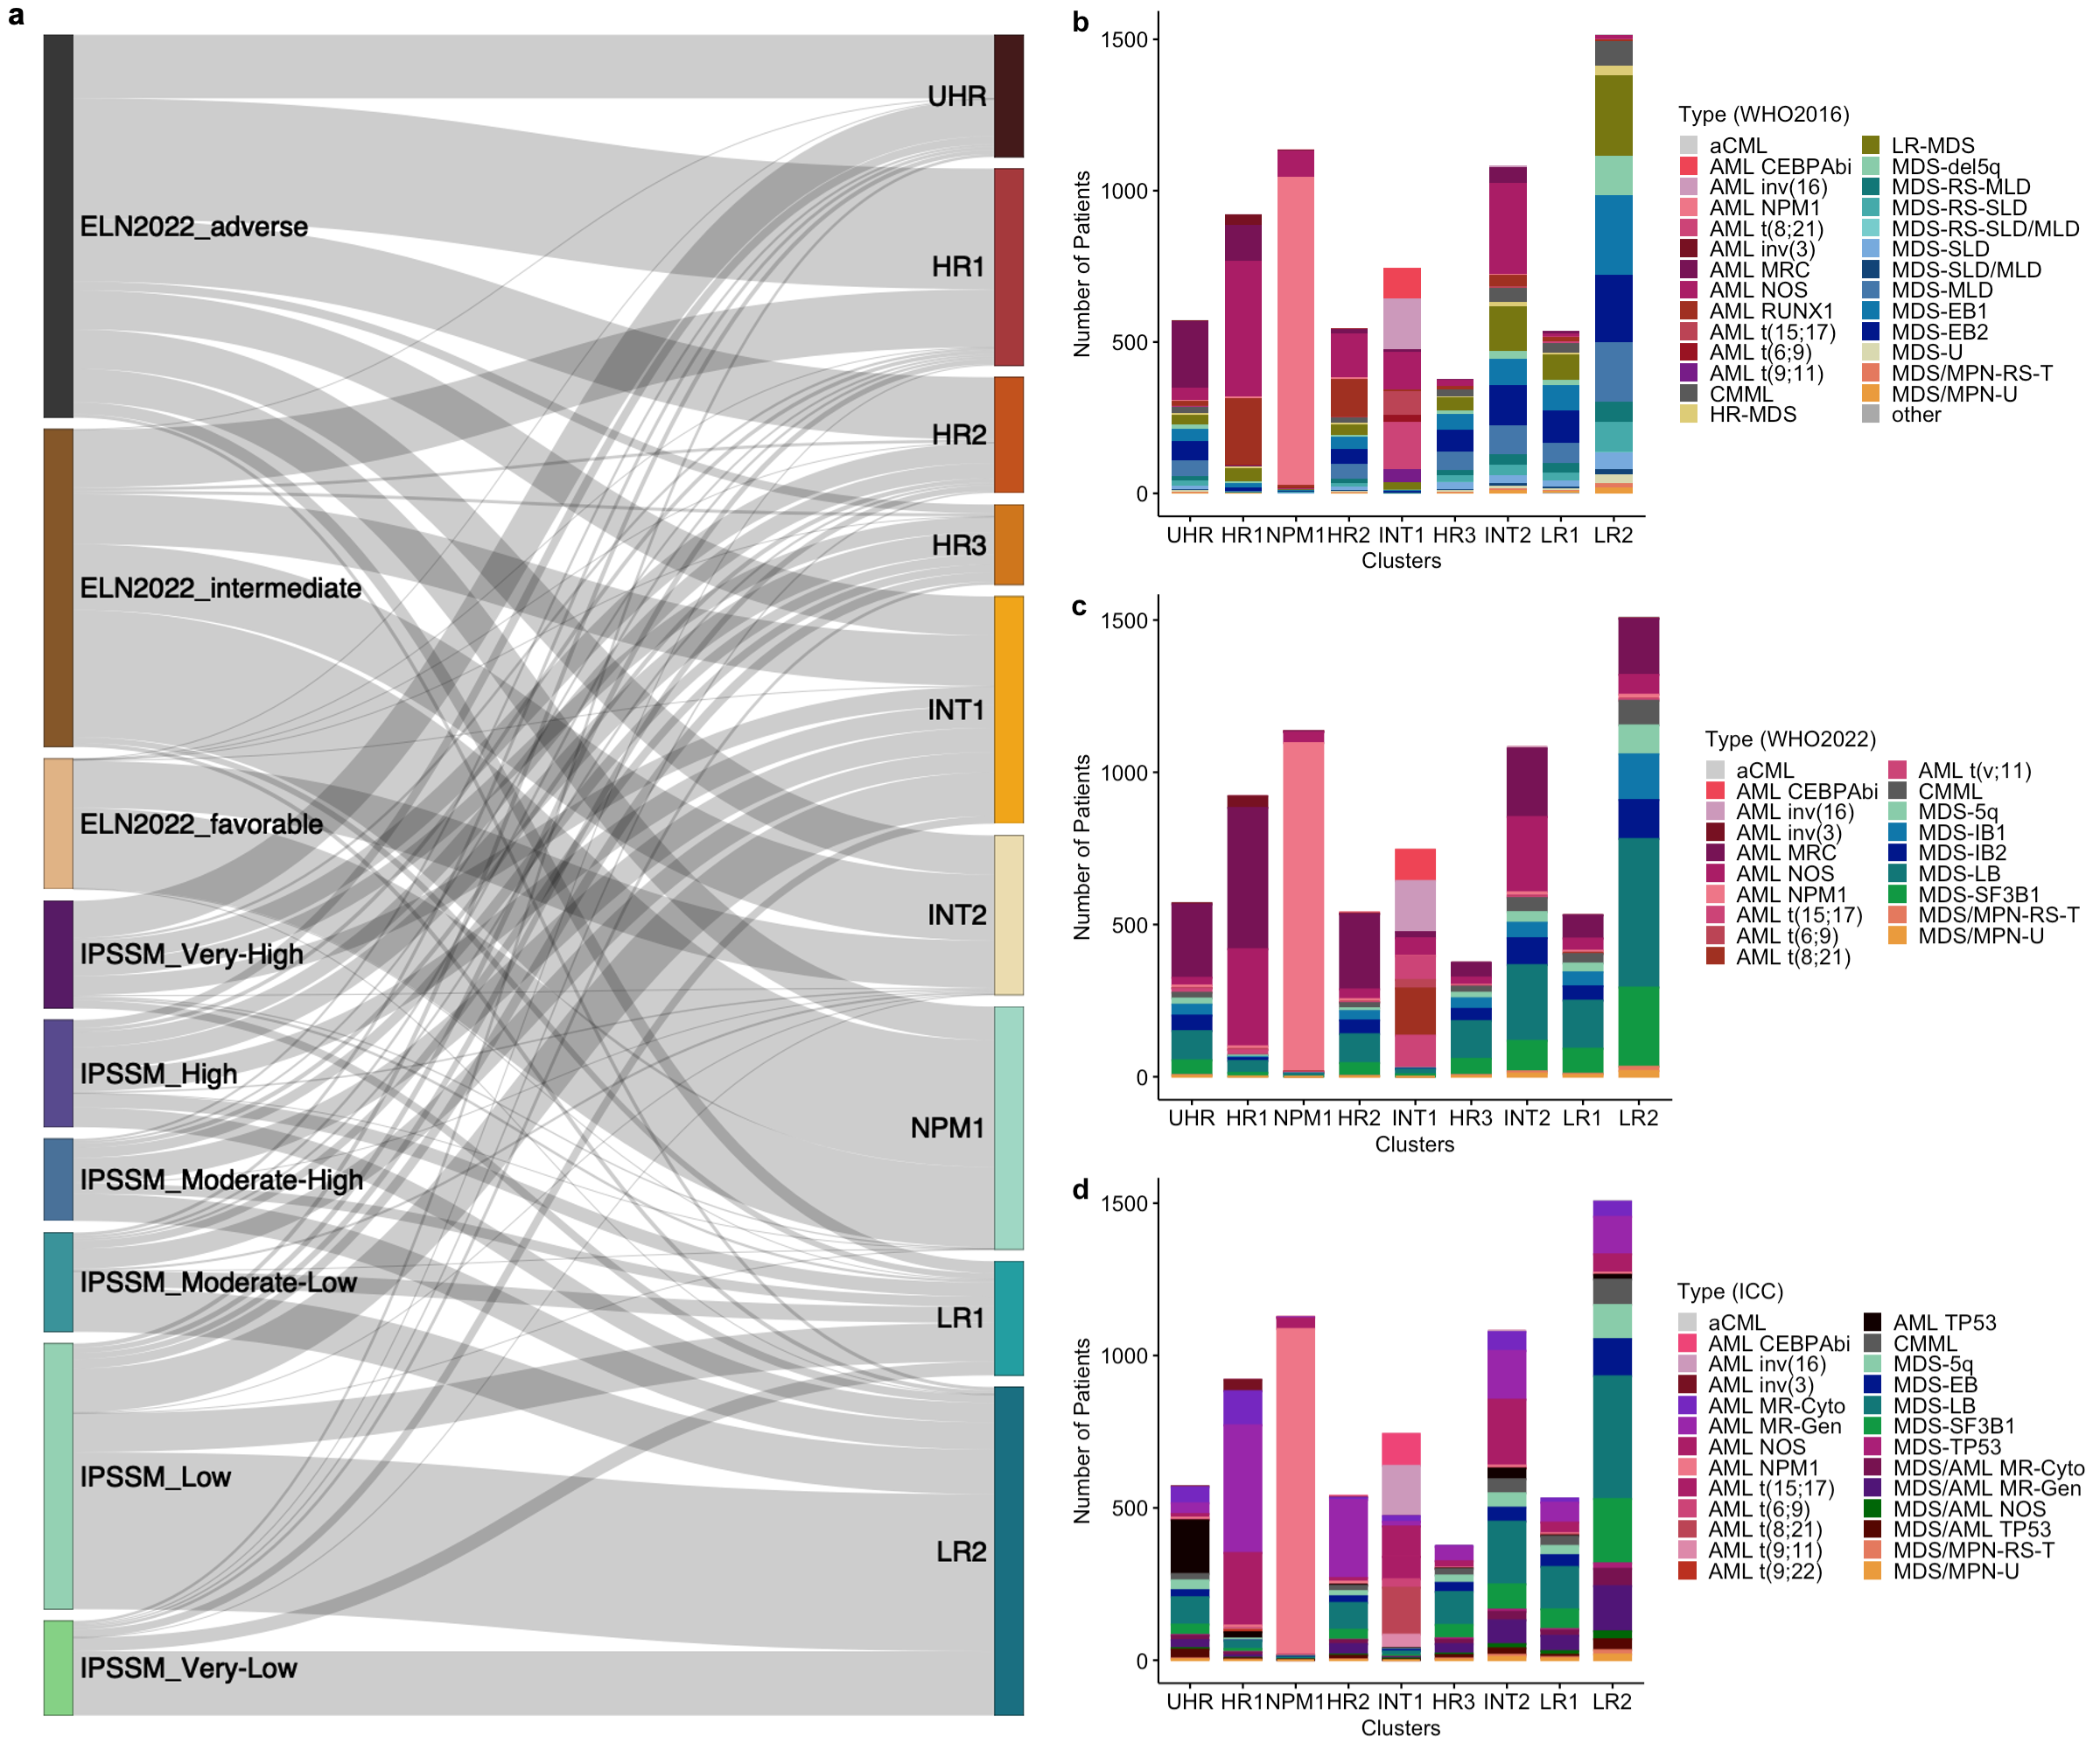 a
ELN2022_adverse
ELN2022_intermediate
ELN2022_favorable
IPSSM_Very-High
IPSSM_High
IPSSM_Moderate-High
IPSSM_Moderate-Low
IPSSM_Low
IPSSM_Very-Low
UHR
HR1
HR2
HR3
INT1
INT2
NPM1
LR1
LR2
b
Number of Patients
1500
1000
500
0
UHR HR1 NPM1 HR2 INT1 HR3 INT2 LR1 LR2
Clusters
Type (WHO2016)
aCML
AML CEBPAbi
AML inv(16)
AML NPM1
AML t(8;21)
AML inv(3)
AML MRC
AML NOS
AML RUNX1
AML t(15;17)
AML t(6;9)
AML t(9;11)
CMML
HR-MDS
LR-MDS
MDS-del5q
MDS-RS-MLD
MDS-RS-SLD
MDS-RS-SLD/MLD
MDS-SLD
MDS-SLD/MLD
MDS-MLD
MDS-EB1
MDS-EB2
MDS-U
MDS/MPN-RS-T
MDS/MPN-U
other
c
Number of Patients
1500
1000
500
0
UHR HR1 NPM1 HR2 INT1 HR3 INT2 LR1 LR2
Clusters
Type (WHO2022)
aCML
AML CEBPAbi
AML inv(16)
AML inv(3)
AML MRC
AML NOS
AML NPM1
AML t(15;17)
AML t(6;9)
AML t(8;21)
AML t(v;11)
CMML
MDS-5q
MDS-IB1
MDS-IB2
MDS-LB
MDS-SF3B1
MDS/MPN-RS-T
MDS/MPN-U
d
Number of Patients
1500
1000
500
0
UHR HR1 NPM1 HR2 INT1 HR3 INT2 LR1 LR2
Clusters
Type (ICC)
aCML
AML CEBPAbi
AML inv(16)
AML inv(3)
AML MR-Cyto
AML MR-Gen
AML NOS
AML NPM1
AML t(15;17)
AML t(6;9)
AML t(8;21)
AML t(9;11)
AML t(9;22)
AML TP53
CMML
MDS-5q
MDS-EB
MDS-LB
MDS-SF3B1
MDS-TP53
MDS/AML MR-Cyto
MDS/AML MR-Gen
MDS/AML NOS
MDS/AML TP53
MDS/MPN-RS-T
MDS/MPN-U